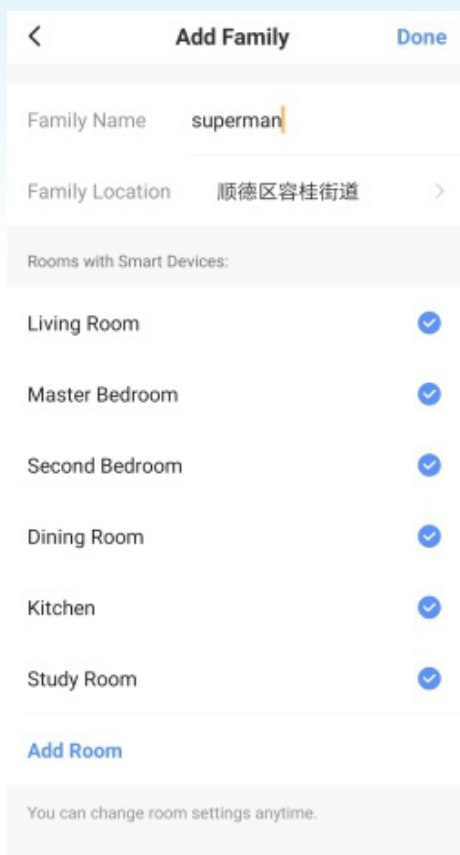 Add Family Done
Family Name superman
Family Location 顺德区容桂街道
Rooms with Smart Devices:
Living Room
Master Bedroom
Second Bedroom
Dining Room
Kitchen
Study Room
Add Room
You can change room settings anytime.